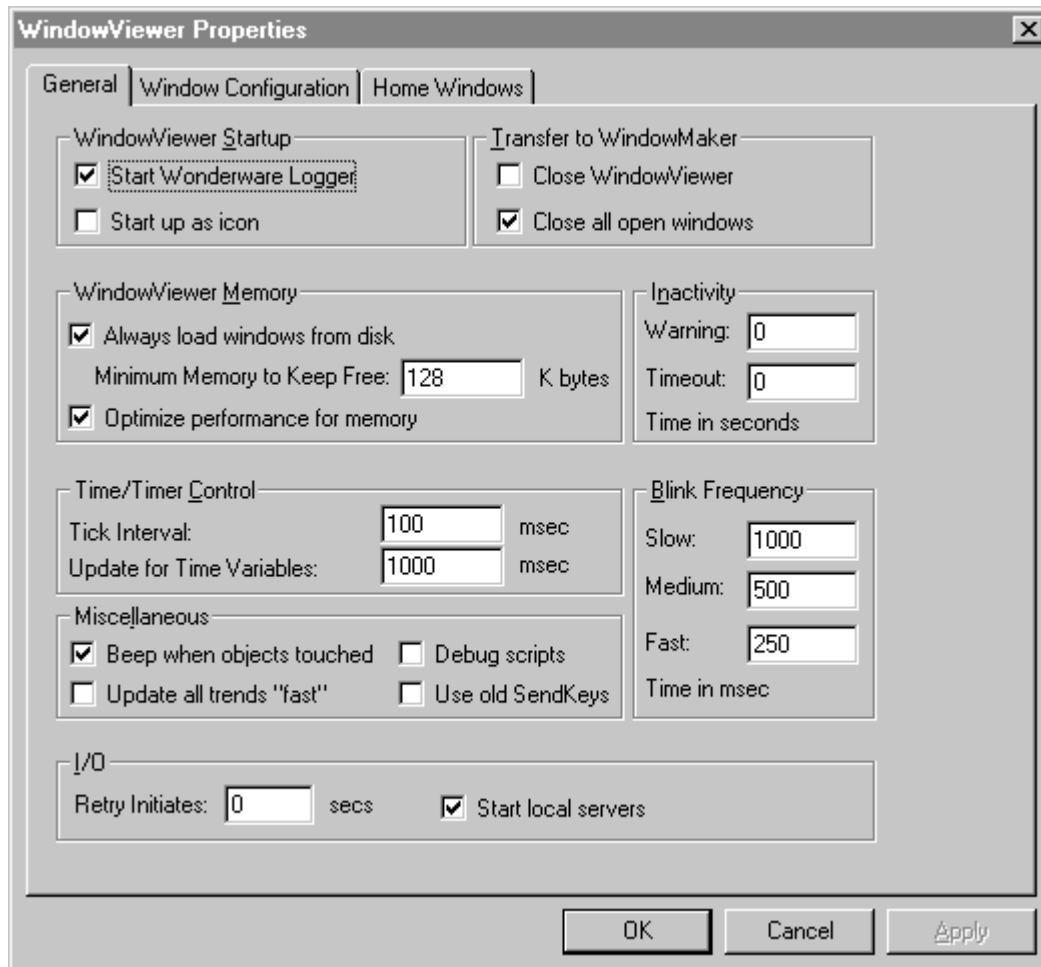 WindowViewer Properties
General Window Configuration Home Windows
WindowViewer Startup
Start Wonderware Logger
Start up as icon
Transfer to WindowMaker
Close WindowViewer
Close all open windows
WindowViewer Memory
Always load windows from disk
Minimum Memory to Keep Free: 128 K bytes
Optimize performance for memory
Inactivity
Warning: 0
Timeout: 0
Time in seconds
Time/Timer Control
Tick Interval: 100 msec
Update for Time Variables: 1000 msec
Blink Frequency
Slow: 1000
Medium: 500
Fast: 250
Time in msec
Miscellaneous
Beep when objects touched Debug scripts
Update all trends "fast" Use old SendKeys
I/O
Retry Initiates: 0 secs Start local servers
OK Cancel Apply